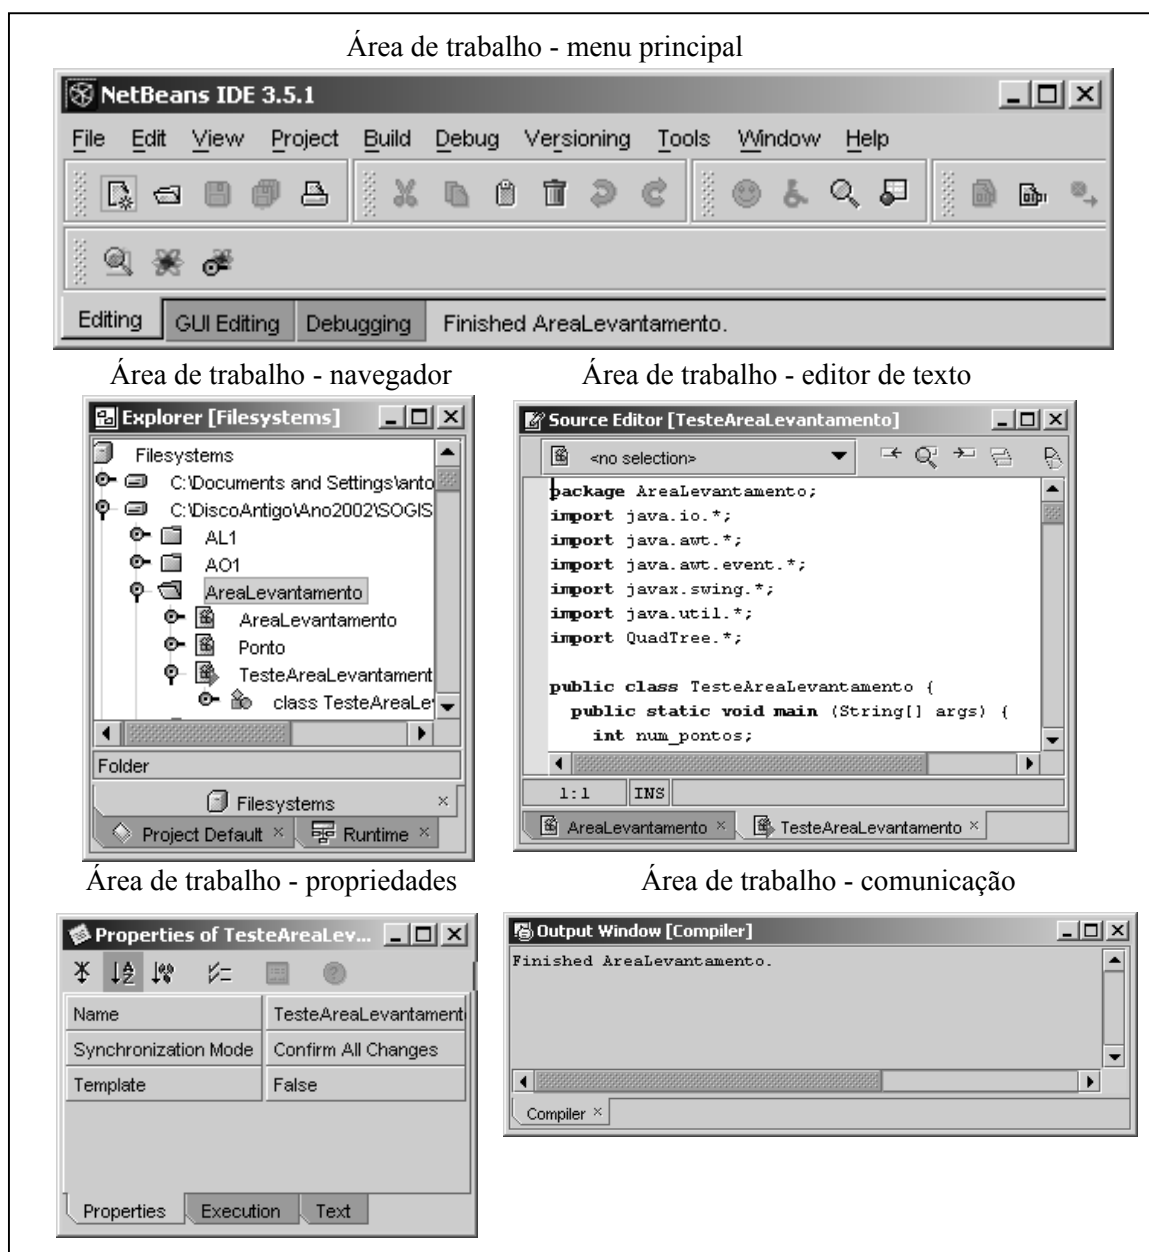 Área de trabalho - menu principal
NetBeans IDE 3.5.1
File Edit View Project Build Debug Versioning Tools Window Help
Editing GUI Editing Debugging Finished AreaLevantamento.
Área de trabalho - navegador
Explorer [Filesystems]
Filesystems
C:\Documents and Settings\anto
C:\DiscoAntigo\Ano2002\SOGIS
AL1
AO1
AreaLevantamento
AreaLevantamento
Ponto
TesteAreaLevantament
class TesteAreaLe
Folder
Filesystems
Project Default Runtime
Área de trabalho - editor de texto
Source Editor [TesteAreaLevantamento]
<no selection>
package AreaLevantamento;
import java.io.*;
import java.awt.*;
import java.awt.event.*;
import javax.swing.*;
import java.util.*;
import QuadTree.*;
public class TesteAreaLevantamento {
public static void main (String[] args) {
int num_pontos;
1:1 INS
AreaLevantamento TesteAreaLevantamento
Área de trabalho - propriedades
Properties of TesteAreaLev...
Name TesteAreaLevantament
Synchronization Mode Confirm All Changes
Template False
Properties Execution Text
Área de trabalho - comunicação
Output Window [Compiler]
Finished AreaLevantamento.
Compiler